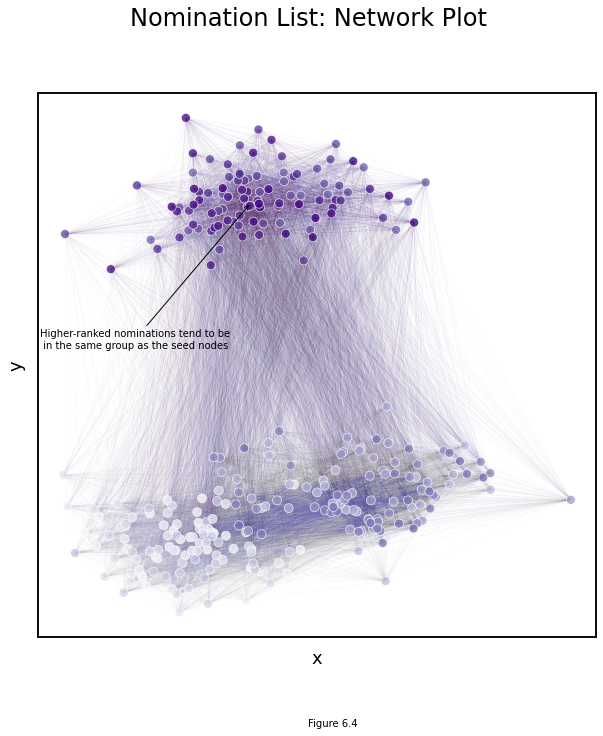 Nomination List: Network Plot
Higher-ranked nominations tend to be
in the same group as the seed nodes
y
x
Figure 6.4